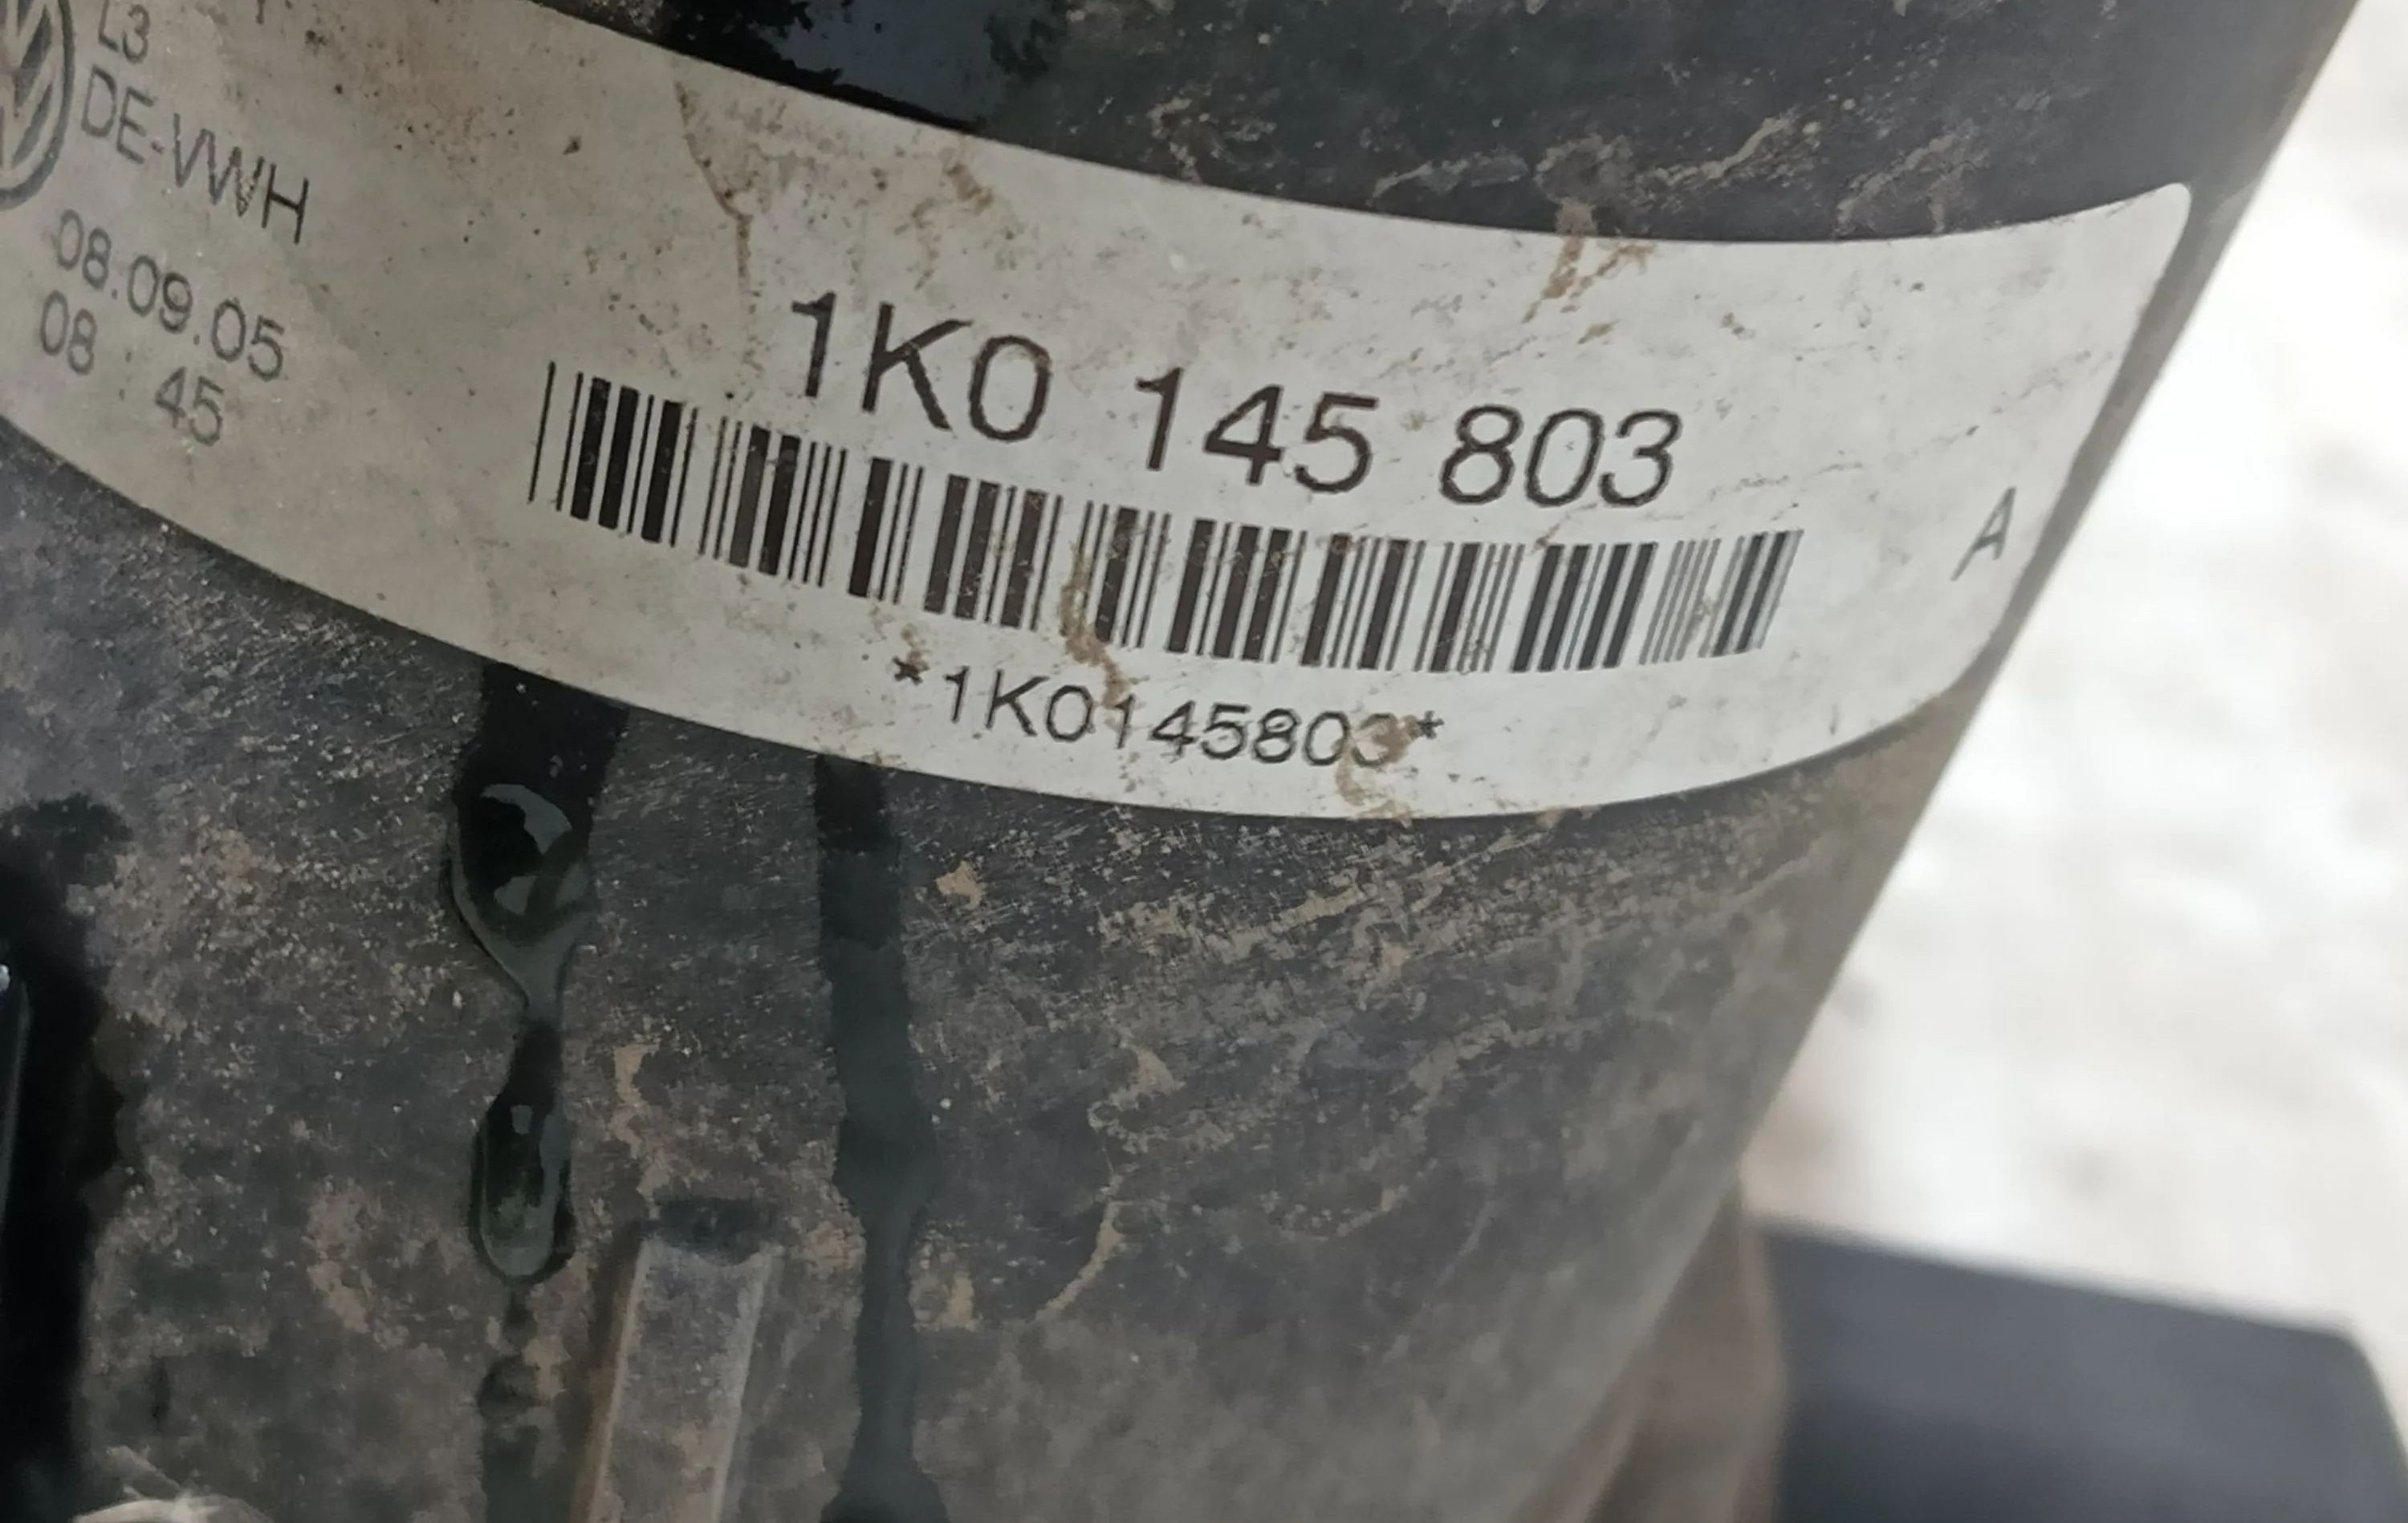 L3
DE-VWH
08.09.05
08 : 45
1K0 145 803
A
*1K0145803*